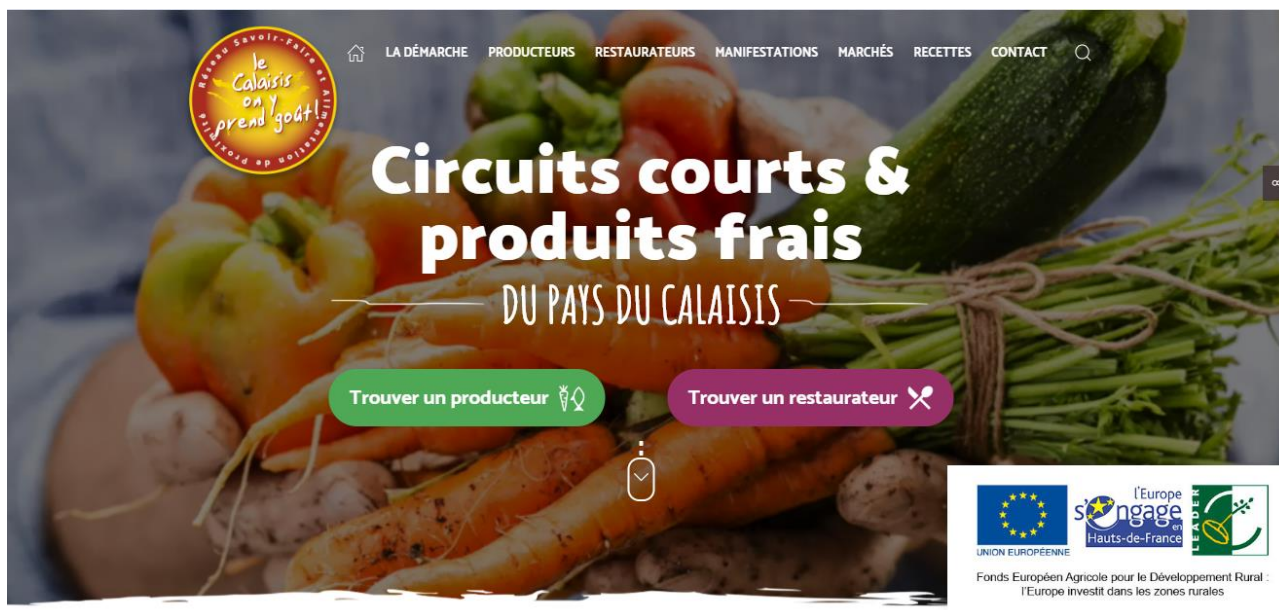 Réseau Savoir-Faire et Alimentation de Proximité
le
Calaisis
on y
prend goût!
LA DÉMARCHE PRODUCTEURS RESTAURATEURS MANIFESTATIONS MARCHÉS RECETTES CONTACT
Circuits courts &
produits frais
DU PAYS DU CALAISIS
Trouver un producteur
Trouver un restaurateur
UNION EUROPÉENNE
l'Europe
s'engage
en
Hauts-de-France
LEADER
Fonds Européen Agricole pour le Développement Rural :
l'Europe investit dans les zones rurales